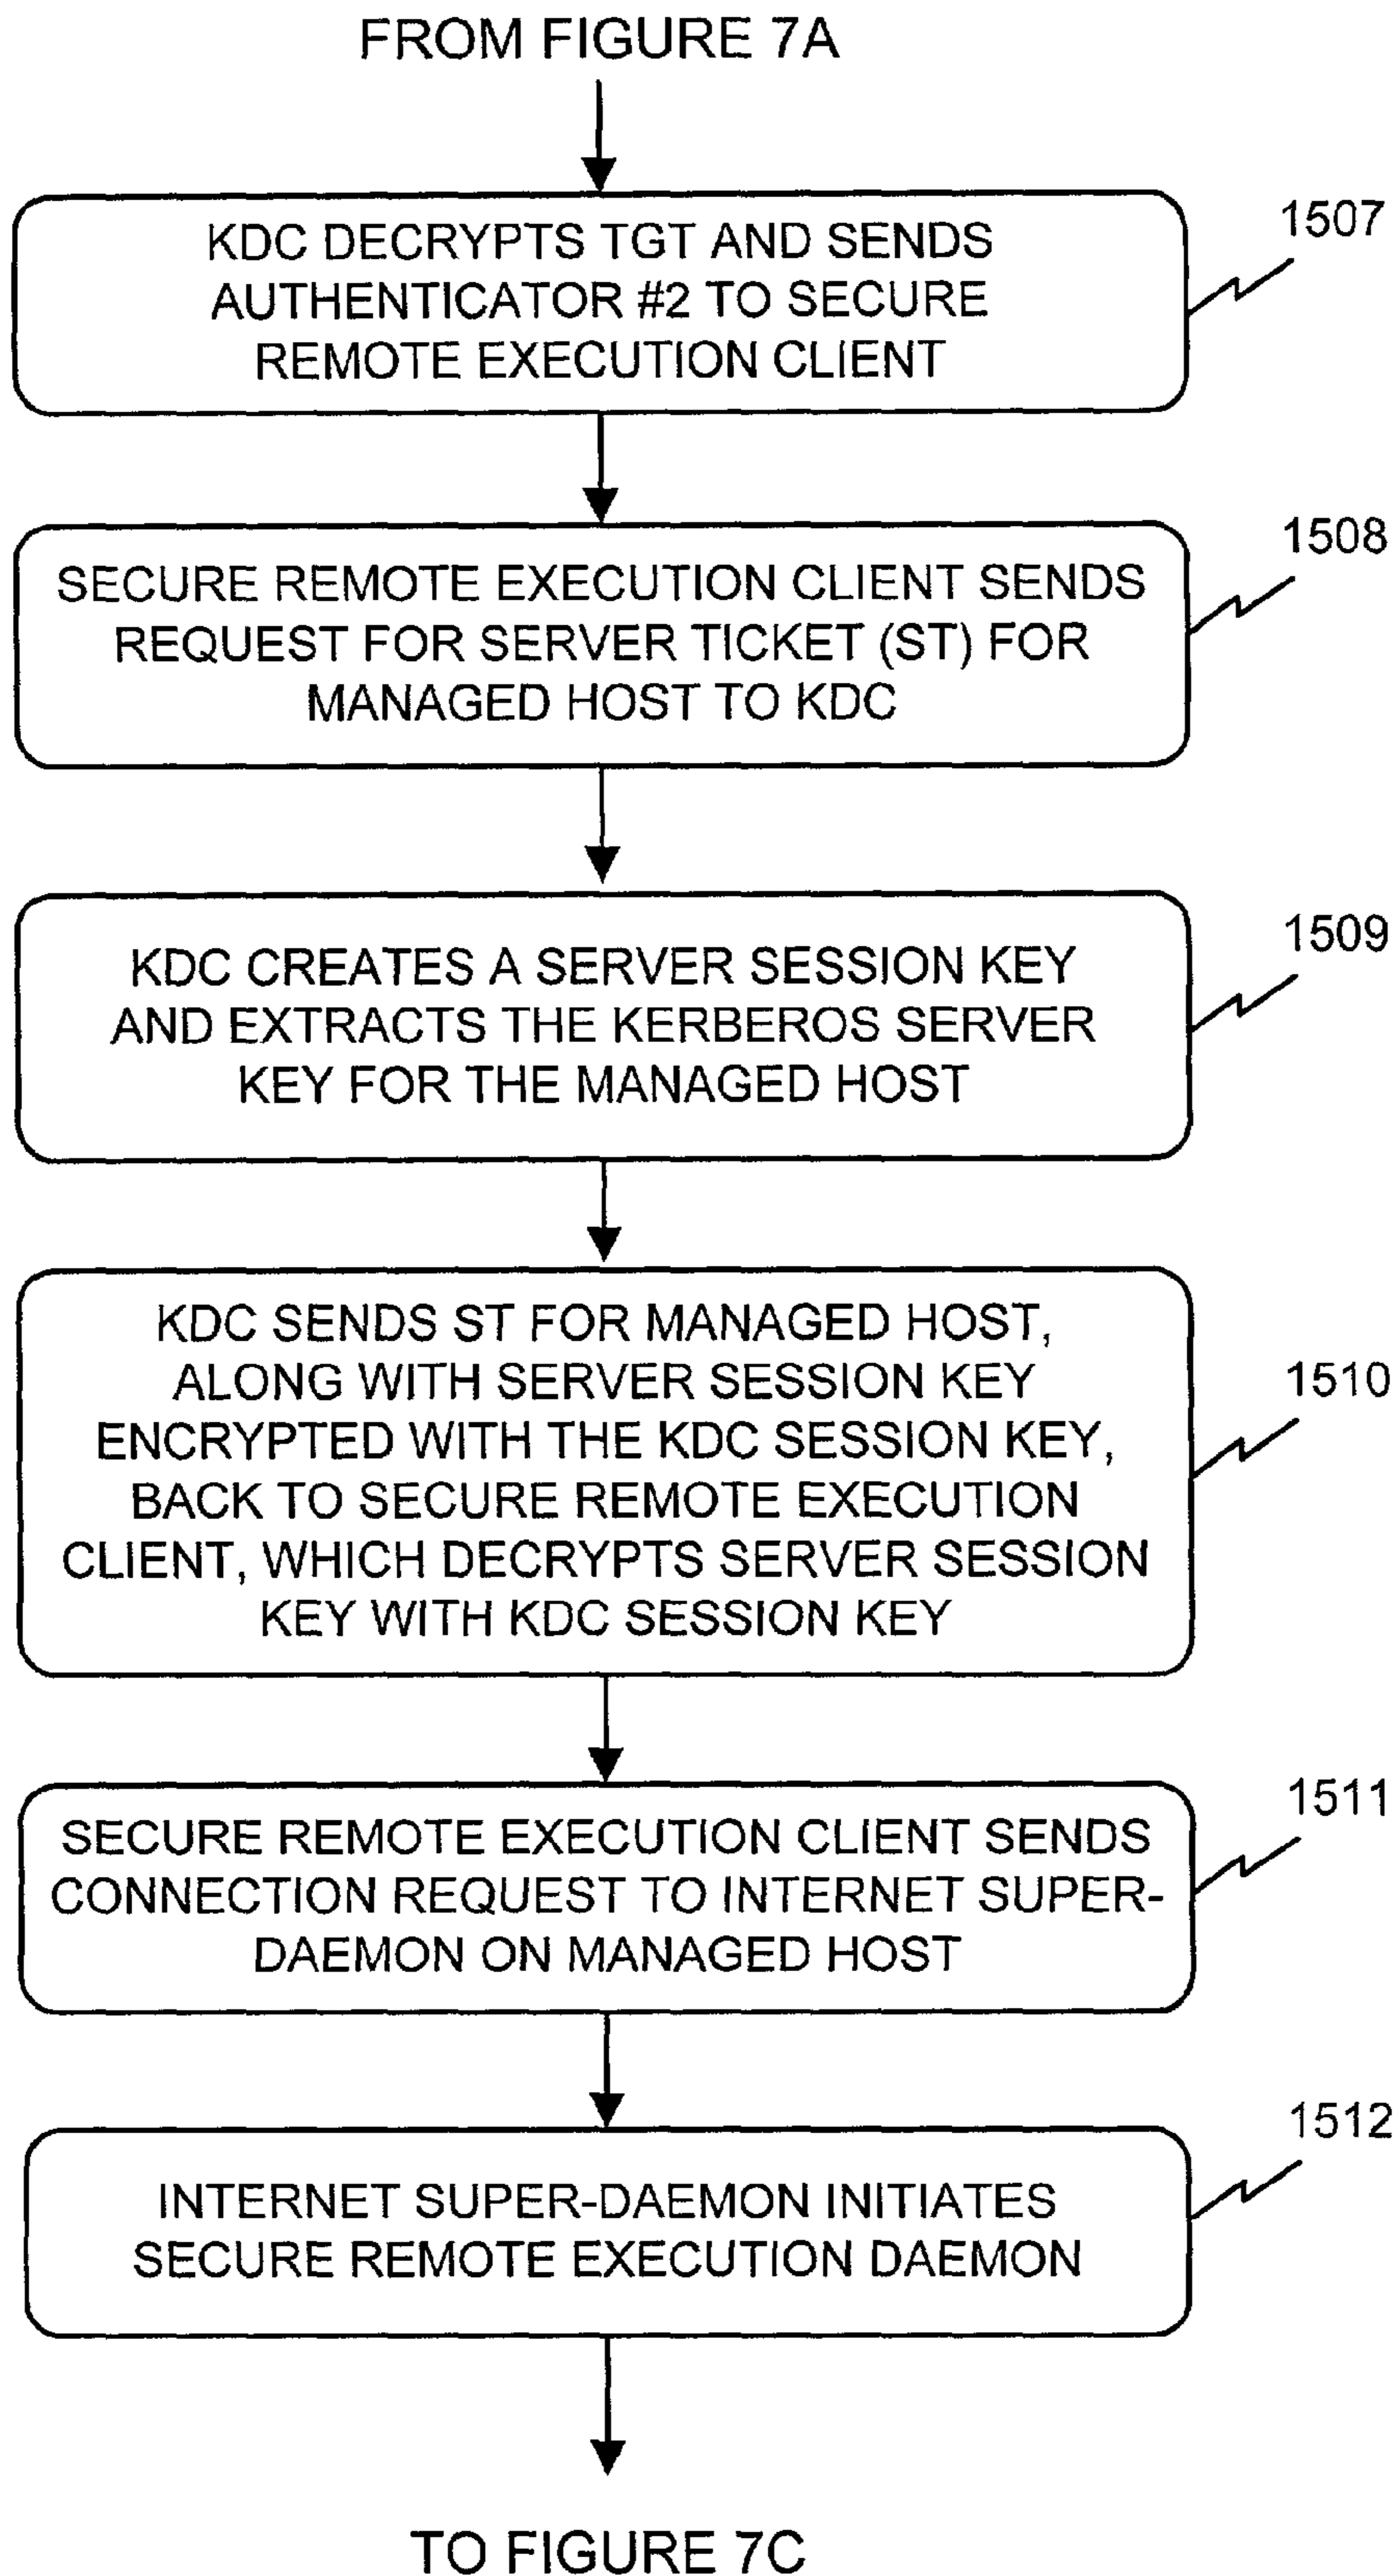 FROM FIGURE 7A
KDC DECRYPTS TGT AND SENDS
AUTHENTICATOR #2 TO SECURE
REMOTE EXECUTION CLIENT
1507
SECURE REMOTE EXECUTION CLIENT SENDS
REQUEST FOR SERVER TICKET (ST) FOR
MANAGED HOST TO KDC
1508
KDC CREATES A SERVER SESSION KEY
AND EXTRACTS THE KERBEROS SERVER
KEY FOR THE MANAGED HOST
1509
KDC SENDS ST FOR MANAGED HOST,
ALONG WITH SERVER SESSION KEY
ENCRYPTED WITH THE KDC SESSION KEY,
BACK TO SECURE REMOTE EXECUTION
CLIENT, WHICH DECRYPTS SERVER SESSION
KEY WITH KDC SESSION KEY
1510
SECURE REMOTE EXECUTION CLIENT SENDS
CONNECTION REQUEST TO INTERNET SUPER-
DAEMON ON MANAGED HOST
1511
INTERNET SUPER-DAEMON INITIATES
SECURE REMOTE EXECUTION DAEMON
1512
TO FIGURE 7C